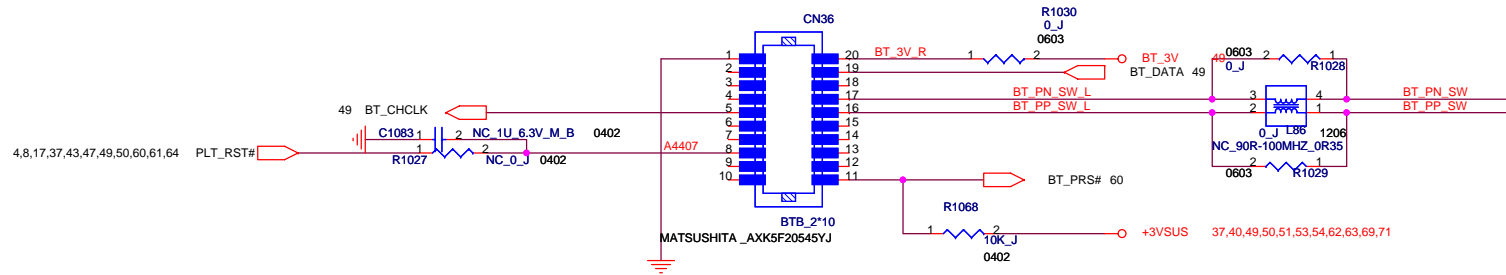 CN36
R1030
0_J
0603
1
20
BT_3V_R
1
2
BT_3V
49
0603
0_J
2
1
R1028
2
19
BT_DATA 49
3
18
4
17
BT_PN_SW_L
3
4
BT_PN_SW
49 BT_CHCLK
5
16
BT_PP_SW_L
2
1
BT_PP_SW
6
15
0_J
L86
1206
C1083
1
2
NC_1U_6.3V_M_B
0402
7
14
NC_90R-100MHZ_0R35
4,8,17,37,43,47,49,50,60,61,64
PLT_RST#
1
2
A4407
8
13
R1027
NC_0_J
0402
9
12
2
1
0603
R1029
10
11
BT_PRS# 60
R1068
BTB_2*10
1
2
+3VSUS
37,40,49,50,51,53,54,62,63,69,71
MATSUSHITA _AXK5F20545YJ
10K_J
0402